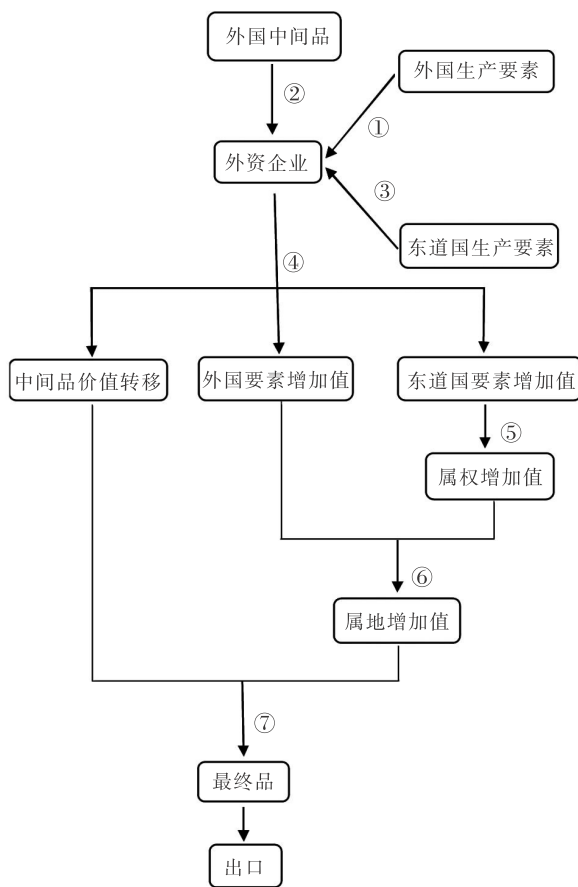 外国中间品
外国生产要素
②
①
外资企业
③
东道国生产要素
④
中间品价值转移
外国要素增加值
东道国要素增加值
⑤
属权增加值
⑥
属地增加值
⑦
最终品
出口